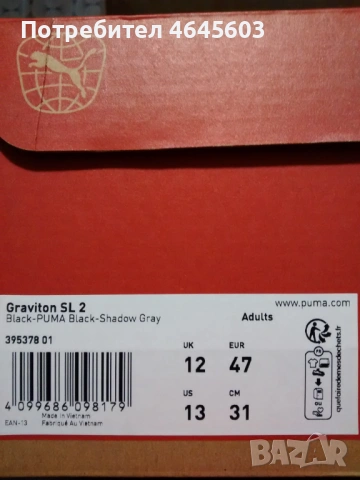 Потребител 4645603
Graviton SL 2
www.puma.com
Black-PUMA Black-Shadow Gray
Adults
395378 01
UK
EUR
12
47
US
CM
13
31
4 099686 098179
Made in Vietnam
EAN-13
Fabriqué Au Vietnam
quefairedemesdechets.fr
BAZAR